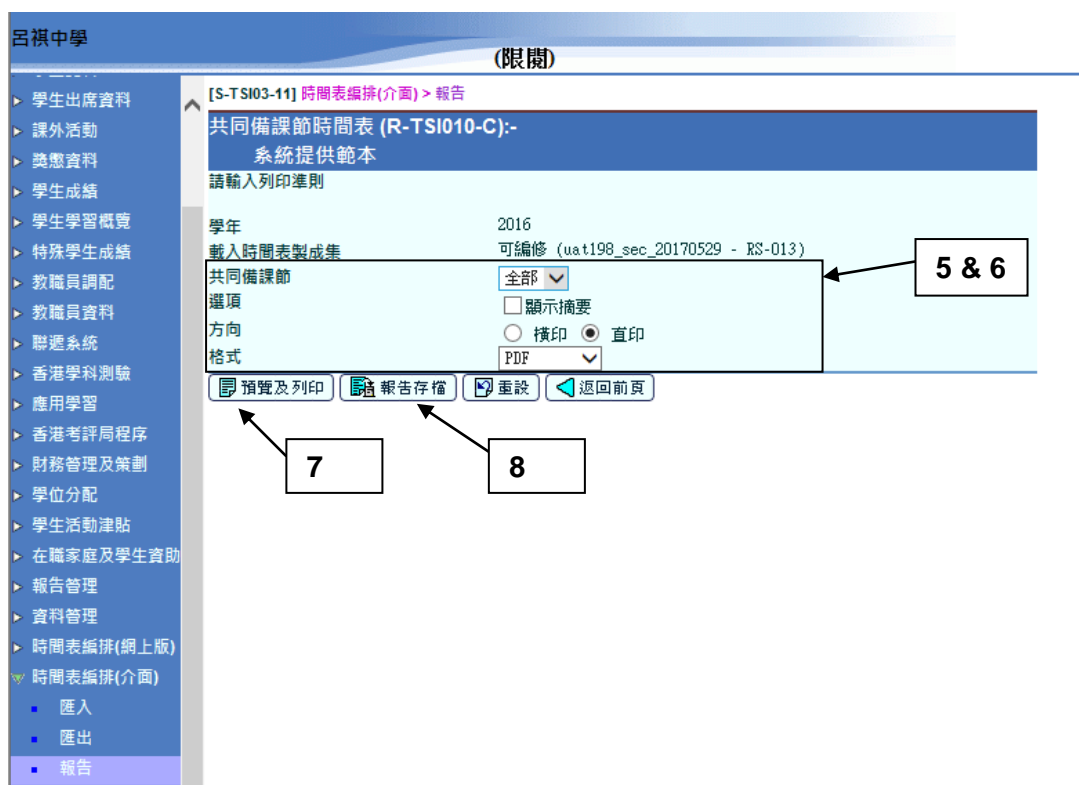 呂祺中學
(限閱)
學生出席資料
課外活動
獎懲資料
學生成績
學生學習概覽
特殊學生成績
教職員調配
教職員資料
聯遞系統
香港學科測驗
應用學習
香港考評局程序
財務管理及策劃
學位分配
學生活動津貼
在職家庭及學生資助
報告管理
資料管理
時間表編排(網上版)
時間表編排(介面)
匯入
匯出
報告
[S-TSI03-11] 時間表編排(介面) > 報告
共同備課節時間表 (R-TSI010-C):-
系統提供範本
請輸入列印準則
學年 2016
載入時間表製成集 可編修 (uat198_sec_20170529 - RS-013)
共同備課節 全部
選項 顯示摘要
方向 橫印 直印
格式 PDF
預覽及列印 報告存檔 重設 返回前頁
5 & 6
7 8